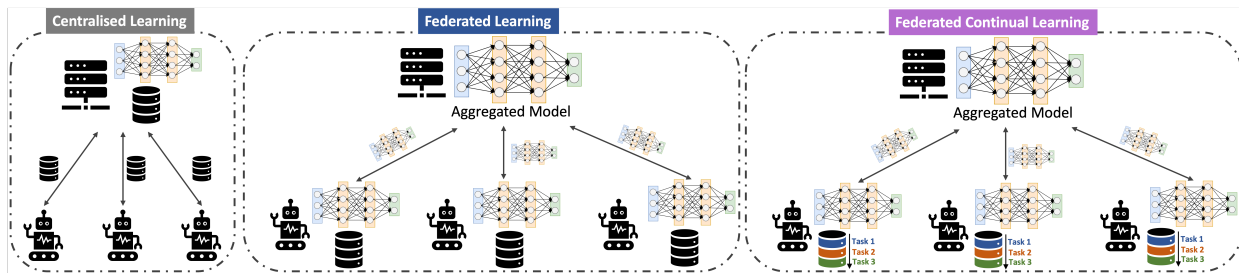 Centralised Learning
Federated Learning
Aggregated Model
Federated Continual Learning
Aggregated Model
Task 1
Task 2
Task 3
Task 1
Task 2
Task 3
Task 1
Task 2
Task 3